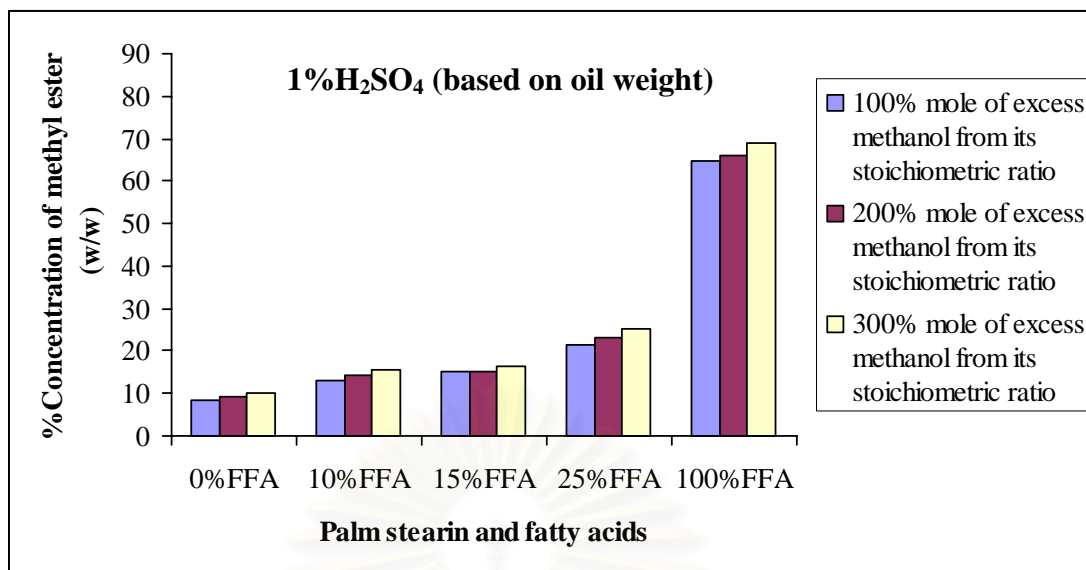 %Concentration of methyl ester
(w/w)
90
80
70
60
50
40
30
20
10
0
1%H₂SO₄ (based on oil weight)
0%FFA 10%FFA 15%FFA 25%FFA 100%FFA
Palm stearin and fatty acids
100% mole of excess
methanol from its
stoichiometric ratio
200% mole of excess
methanol from its
stoichiometric ratio
300% mole of excess
methanol from its
stoichiometric ratio